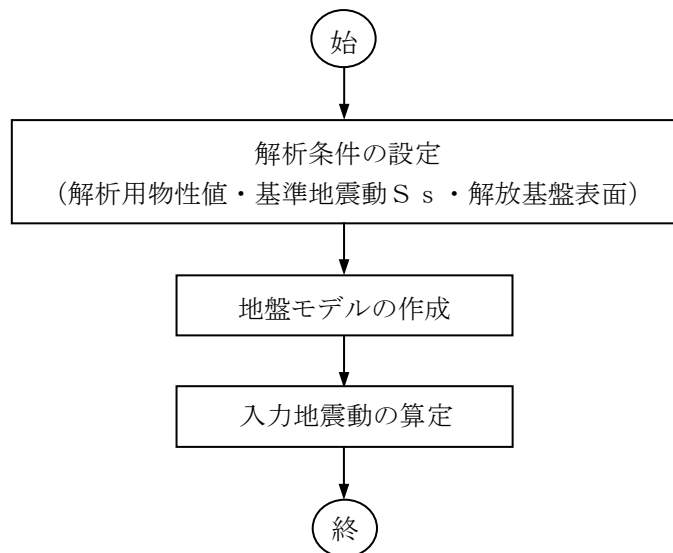 始
解析条件の設定
（解析用物性値・基準地震動Ｓｓ・解放基盤表面）
地盤モデルの作成
入力地震動の算定
終